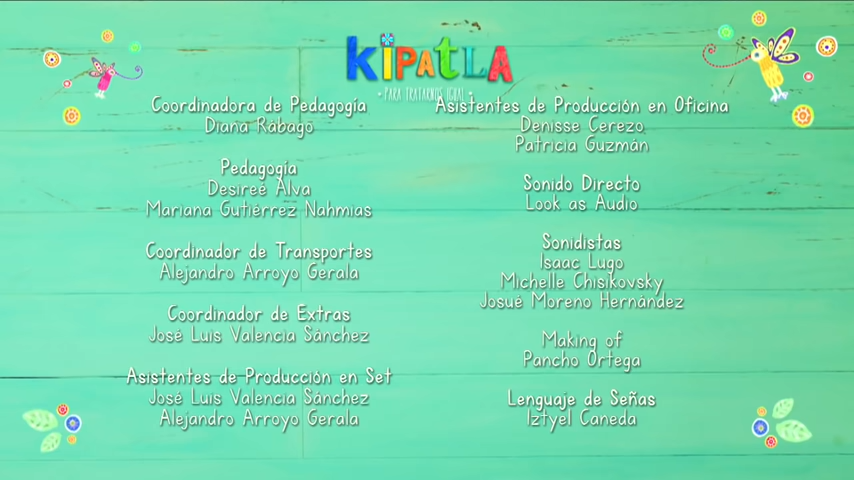 KIPATLA
• PARA TRATARNOS IGUAL •
Coordinadora de Pedagogía
Diana Rábago
Pedagogía
Desireé Alva
Mariana Gutiérrez Nahmias
Coordinador de Transportes
Alejandro Arroyo Gerala
Coordinador de Extras
José Luis Valencia Sánchez
Asistentes de Producción en Set
José Luis Valencia Sánchez
Alejandro Arroyo Gerala
Asistentes de Producción en Oficina
Denisse Cerezo
Patricia Guzmán
Sonido Directo
Look as Audio
Sonidistas
Isaac Lugo
Michelle Chisikovsky
Josué Moreno Hernández
Making of
Pancho Ortega
Lenguaje de Señas
Iztyel Caneda